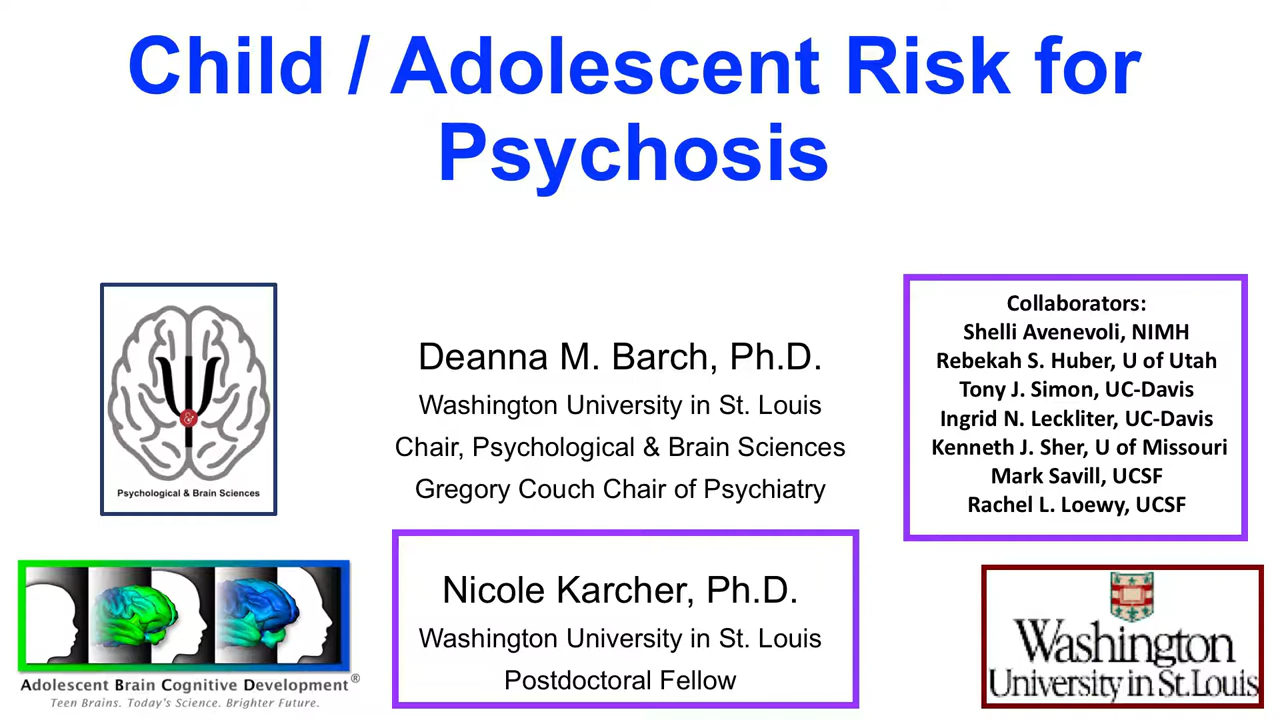 Child / Adolescent Risk for
Psychosis
&
Psychological & Brain Sciences
Deanna M. Barch, Ph.D.
Washington University in St. Louis
Chair, Psychological & Brain Sciences
Gregory Couch Chair of Psychiatry
Collaborators:
Shelli Avenevoli, NIMH
Rebekah S. Huber, U of Utah
Tony J. Simon, UC-Davis
Ingrid N. Leckliter, UC-Davis
Kenneth J. Sher, U of Missouri
Mark Savill, UCSF
Rachel L. Loewy, UCSF
Adolescent Brain Cognitive Development®
Teen Brains. Today's Science. Brighter Future.
Nicole Karcher, Ph.D.
Washington University in St. Louis
Postdoctoral Fellow
Washington
University in St. Louis